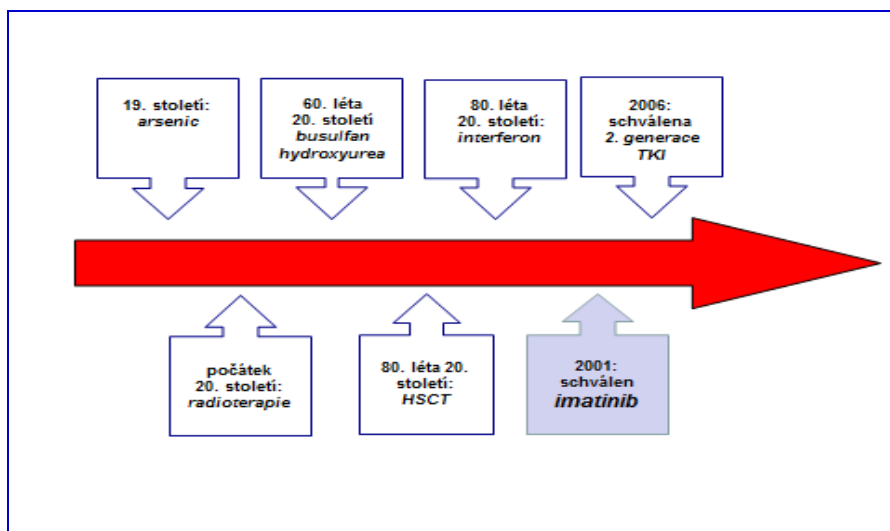 19. století:
arsenic
60. léta
20. století
busulfan
hydroxyurea
80. léta
20. století:
interferon
2006:
schválena
2. generace
TKI
počátek
20. století:
radioterapie
80. léta 20.
století:
HSCT
2001:
schválen
imatinib